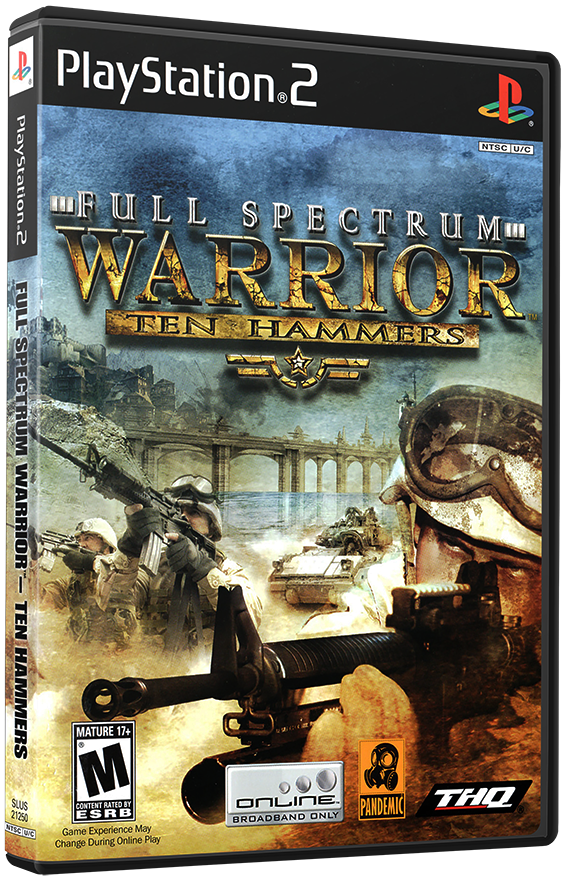 PlayStation®2
NTSC U/C
FULL SPECTRUM
WARRIOR™
TEN HAMMERS
MATURE 17+
M
CONTENT RATED BY
ESRB
Game Experience May
Change During Online Play
ONLINE
BROADBAND ONLY
PANDEMIC
THQ
PlayStation®2
FULL SPECTRUM WARRIOR – TEN HAMMERS
SLUS
21250
NTSC U/C